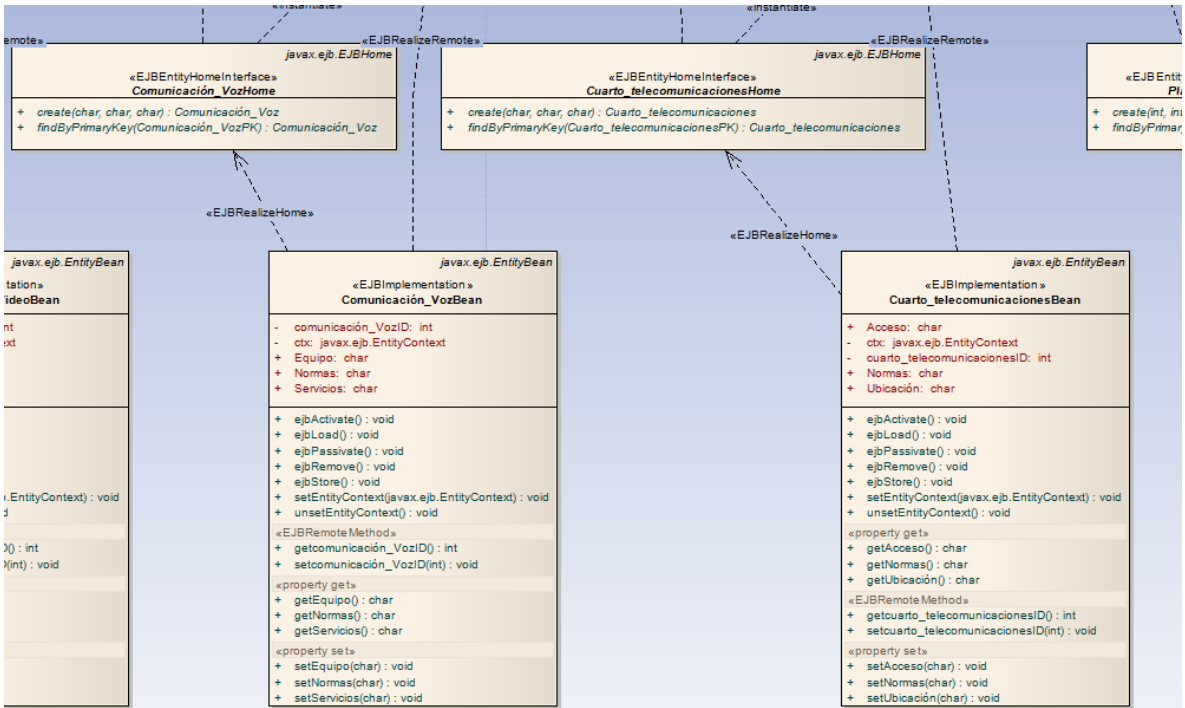 «instantiate»
«instantiate»
emote»
«EJBRealizeRemote»
«EJBRealizeRemote»
javax.ejb.EJBHome
«EJBEntityHomeInterface»
Comunicación_VozHome
+ create(char, char, char) : Comunicación_Voz
+ findByPrimaryKey(Comunicación_VozPK) : Comunicación_Voz
javax.ejb.EJBHome
«EJBEntityHomeInterface»
Cuarto_telecomunicacionesHome
+ create(char, char, char) : Cuarto_telecomunicaciones
+ findByPrimaryKey(Cuarto_telecomunicacionesPK) : Cuarto_telecomunicaciones
«EJBEntit
Pla
+ create(int, int
+ findByPrimary
«EJBRealizeHome»
«EJBRealizeHome»
javax.ejb.EntityBean
tation»
ideoBean
nt
ext
b.EntityContext) : void
d
D() : int
D(int) : void
javax.ejb.EntityBean
«EJBImplementation»
Comunicación_VozBean
- comunicación_VozID: int
- ctx: javax.ejb.EntityContext
+ Equipo: char
+ Normas: char
+ Servicios: char
+ ejbActivate() : void
+ ejbLoad() : void
+ ejbPassivate() : void
+ ejbRemove() : void
+ ejbStore() : void
+ setEntityContext(javax.ejb.EntityContext) : void
+ unsetEntityContext() : void
«EJBRemoteMethod»
+ getcomunicación_VozID() : int
+ setcomunicación_VozID(int) : void
«property get»
+ getEquipo() : char
+ getNormas() : char
+ getServicios() : char
«property set»
+ setEquipo(char) : void
+ setNormas(char) : void
+ setServicios(char) : void
javax.ejb.EntityBean
«EJBImplementation»
Cuarto_telecomunicacionesBean
+ Acceso: char
- ctx: javax.ejb.EntityContext
- cuarto_telecomunicacionesID: int
+ Normas: char
+ Ubicación: char
+ ejbActivate() : void
+ ejbLoad() : void
+ ejbPassivate() : void
+ ejbRemove() : void
+ ejbStore() : void
+ setEntityContext(javax.ejb.EntityContext) : void
+ unsetEntityContext() : void
«property get»
+ getAcceso() : char
+ getNormas() : char
+ getUbicación() : char
«EJBRemoteMethod»
+ getcuarto_telecomunicacionesID() : int
+ setcuarto_telecomunicacionesID(int) : void
«property set»
+ setAcceso(char) : void
+ setNormas(char) : void
+ setUbicación(char) : void